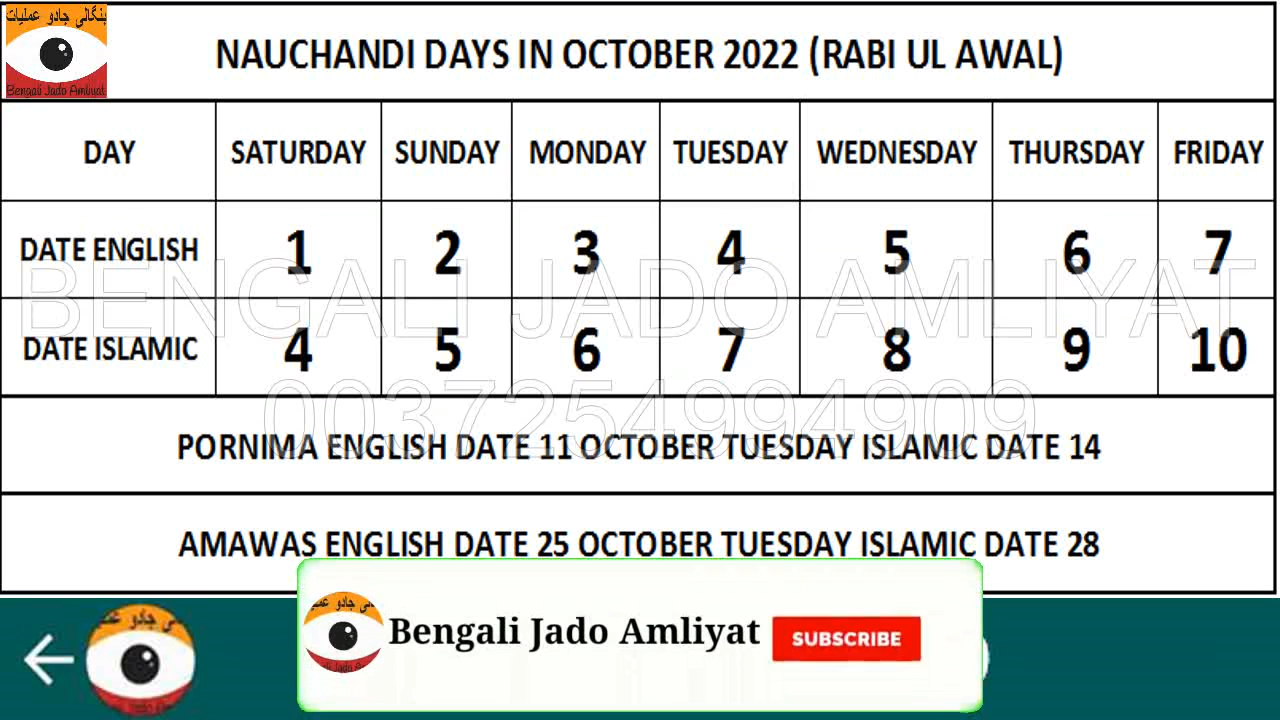 بنگالی جادو عملیات
Bengali Jado Amliyat
NAUCHANDI DAYS IN OCTOBER 2022 (RABI UL AWAL)
DAY SATURDAY SUNDAY MONDAY TUESDAY WEDNESDAY THURSDAY FRIDAY
DATE ENGLISH 1 2 3 4 5 6 7
BENGALI JADO AMLIYAT
DATE ISLAMIC 4 5 6 7 8 9 10
0037254994909
PORNIMA ENGLISH DATE 11 OCTOBER TUESDAY ISLAMIC DATE 14
AMAWAS ENGLISH DATE 25 OCTOBER TUESDAY ISLAMIC DATE 28
جادو
Bengali Jado Amliyat SUBSCRIBE
جادو